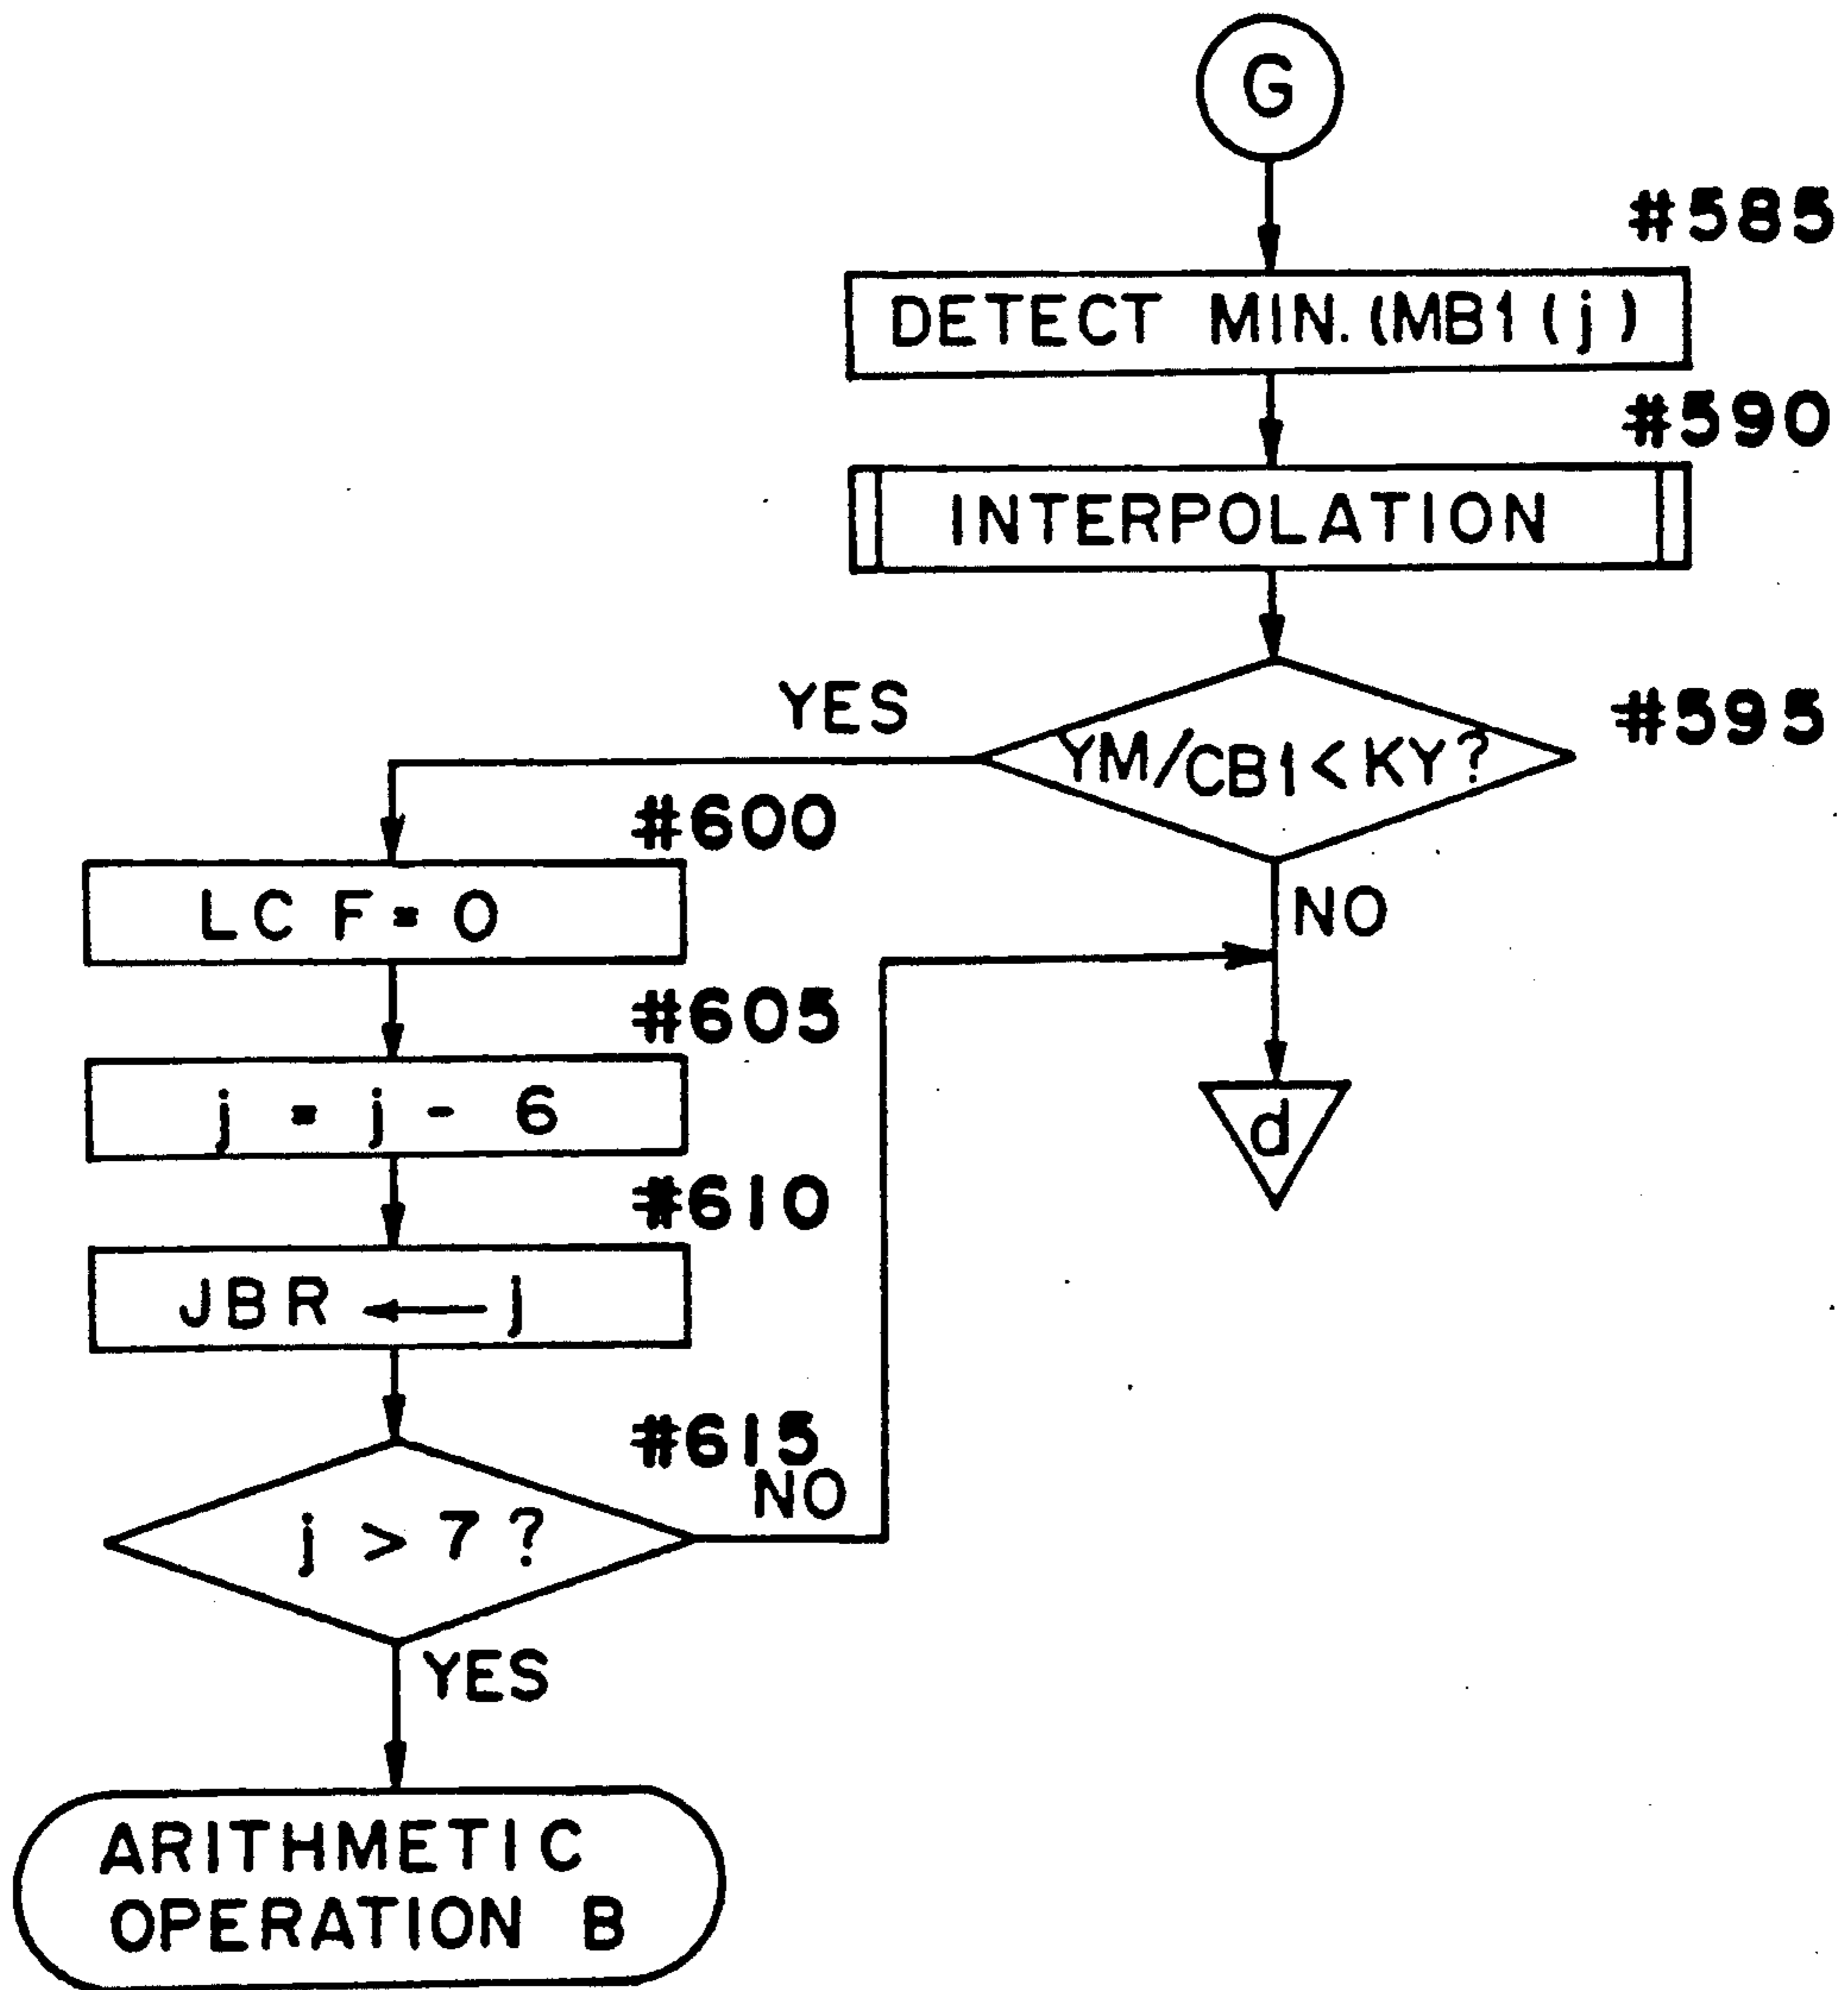 G
#585
DETECT MIN.(MB1(j)
#590
INTERPOLATION
#595
YM/CB1<KY?
YES
NO
#600
LCF=0
#605
j = j - 6
#610
JBR ← j
#615
NO
j > 7?
YES
d
ARITHMETIC
OPERATION B